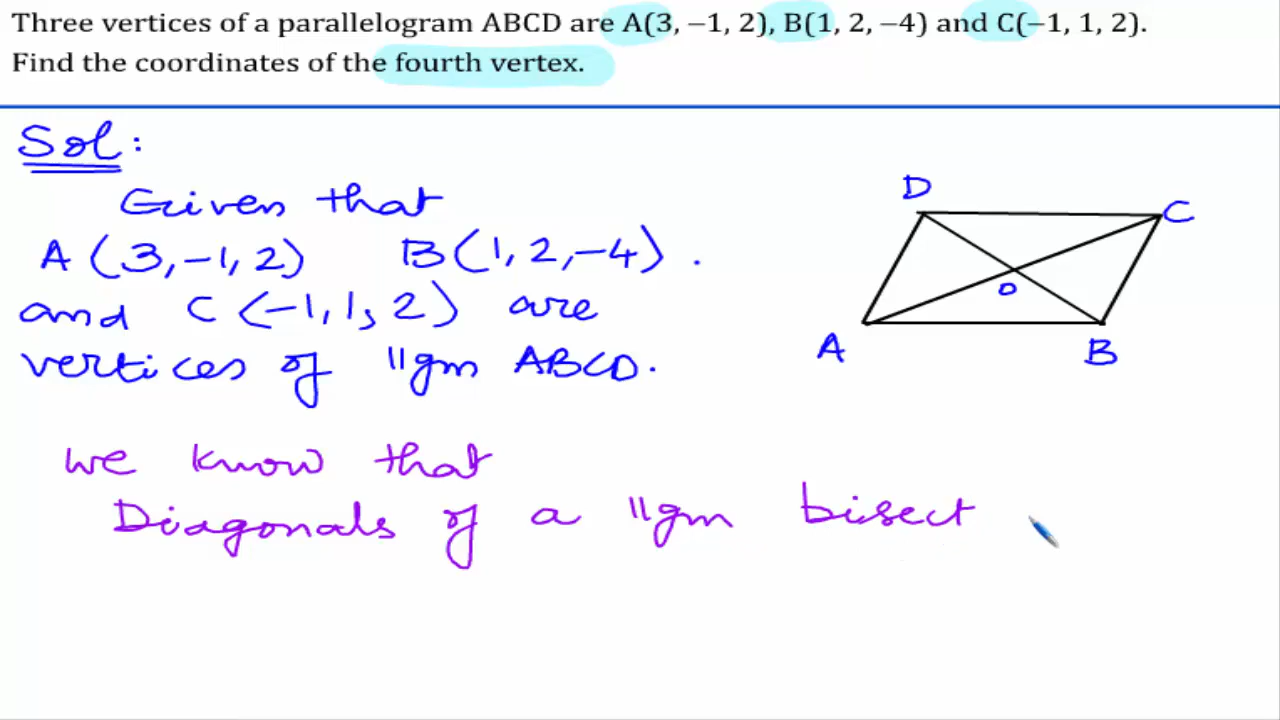 Three vertices of a parallelogram ABCD are A(3, −1, 2), B(1, 2, −4) and C(−1, 1, 2).
Find the coordinates of the fourth vertex.
Sol:
Given that
A (3, -1, 2) B (1, 2, -4) .
and C (-1, 1, 2) are
vertices of ||gm ABCD.
D
C
O
A
B
We know that
Diagonals of a ||gm bisect